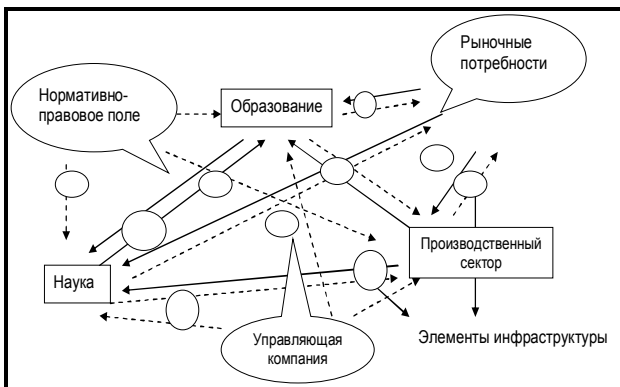 Рыночные
потребности
Нормативно-
правовое поле
Образование
Производственный
сектор
Наука
Управляющая
компания
Элементы инфраструктуры